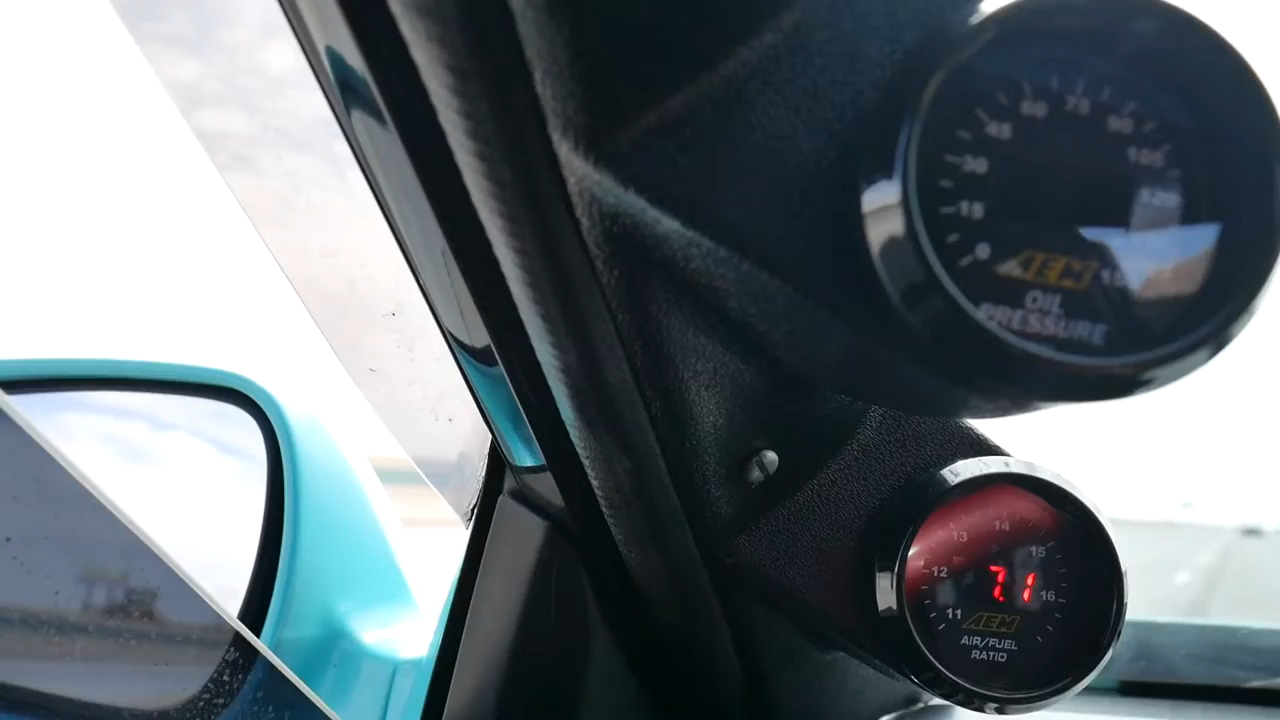 60 75 90
45 105
30 120
15
0
AEM
OIL
PRESSURE
13 14 15
12 7.1 16
11
AEM
AIR/FUEL
RATIO